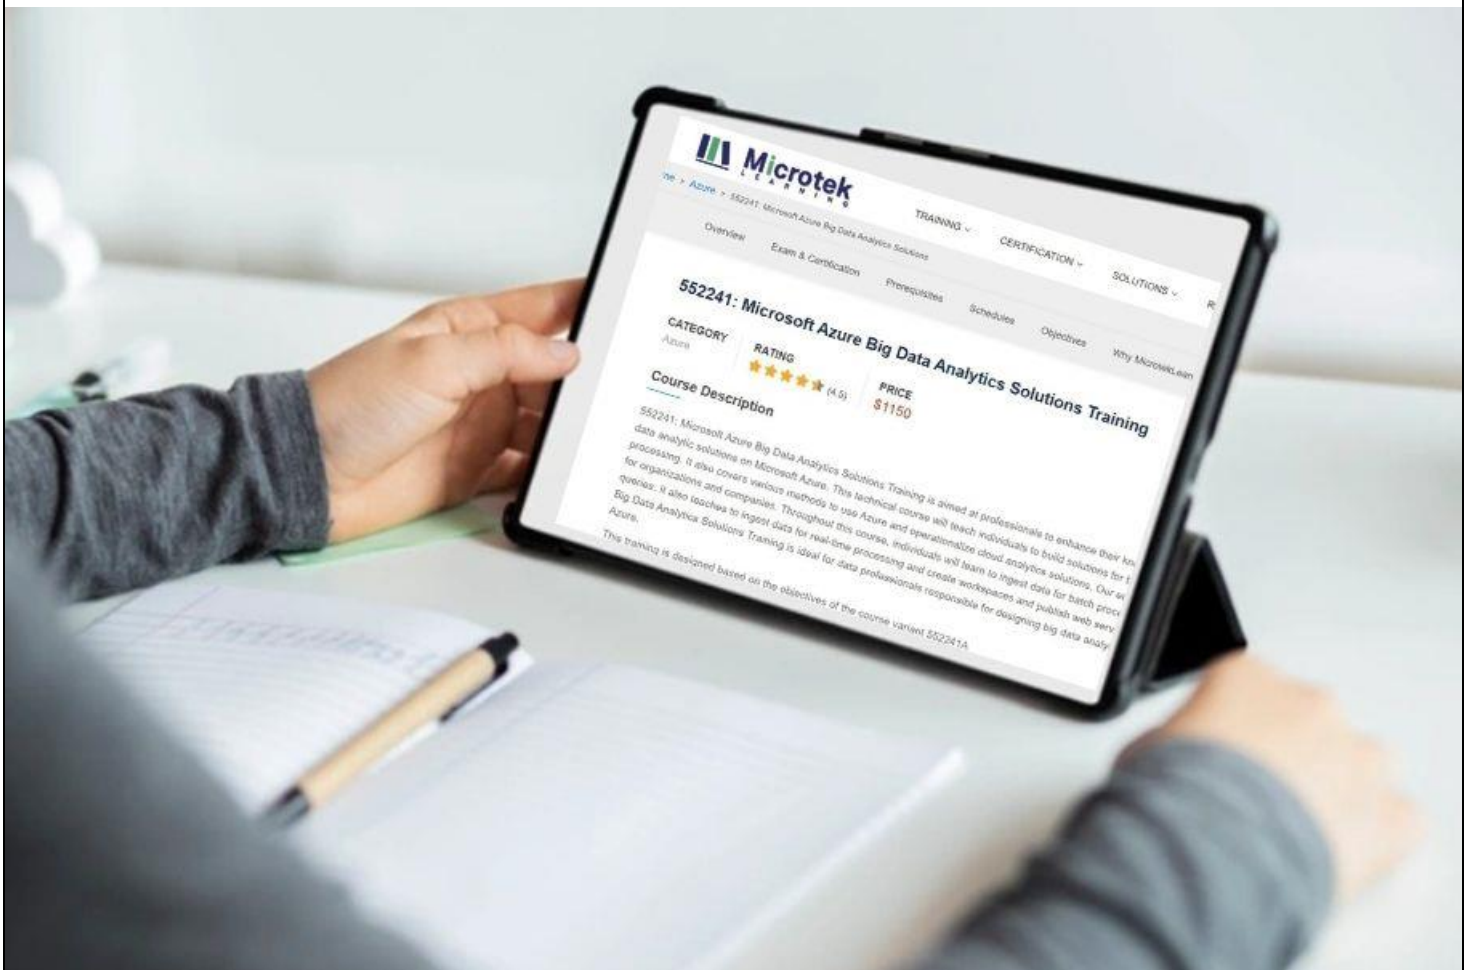 Microtek
LEARNING
TRAINING
CERTIFICATION
SOLUTIONS
R
me > Azure > 552241: Microsoft Azure Big Data Analytics Solutions
Overview
Exam & Certification
Prerequisites
Schedules
Objectives
Why MicrotekLearn
552241: Microsoft Azure Big Data Analytics Solutions Training
CATEGORY
Azure
RATING
(4.5)
PRICE
$1150
Course Description
552241: Microsoft Azure Big Data Analytics Solutions Training is aimed at professionals to enhance their kn
data analytic solutions on Microsoft Azure. This technical course will teach individuals to build solutions for
processing. It also covers various methods to use Azure and operationalize cloud analytics solutions. Our
for organizations and companies. Throughout this course, individuals will learn to ingest data for batch proce
queries; it also teaches to ingest data for real-time processing and create workspaces and publish web serv
Big Data Analytics Solutions Training is ideal for data professionals responsible for designing big data analy
Azure.
This training is designed based on the objectives of the course varient 552241A